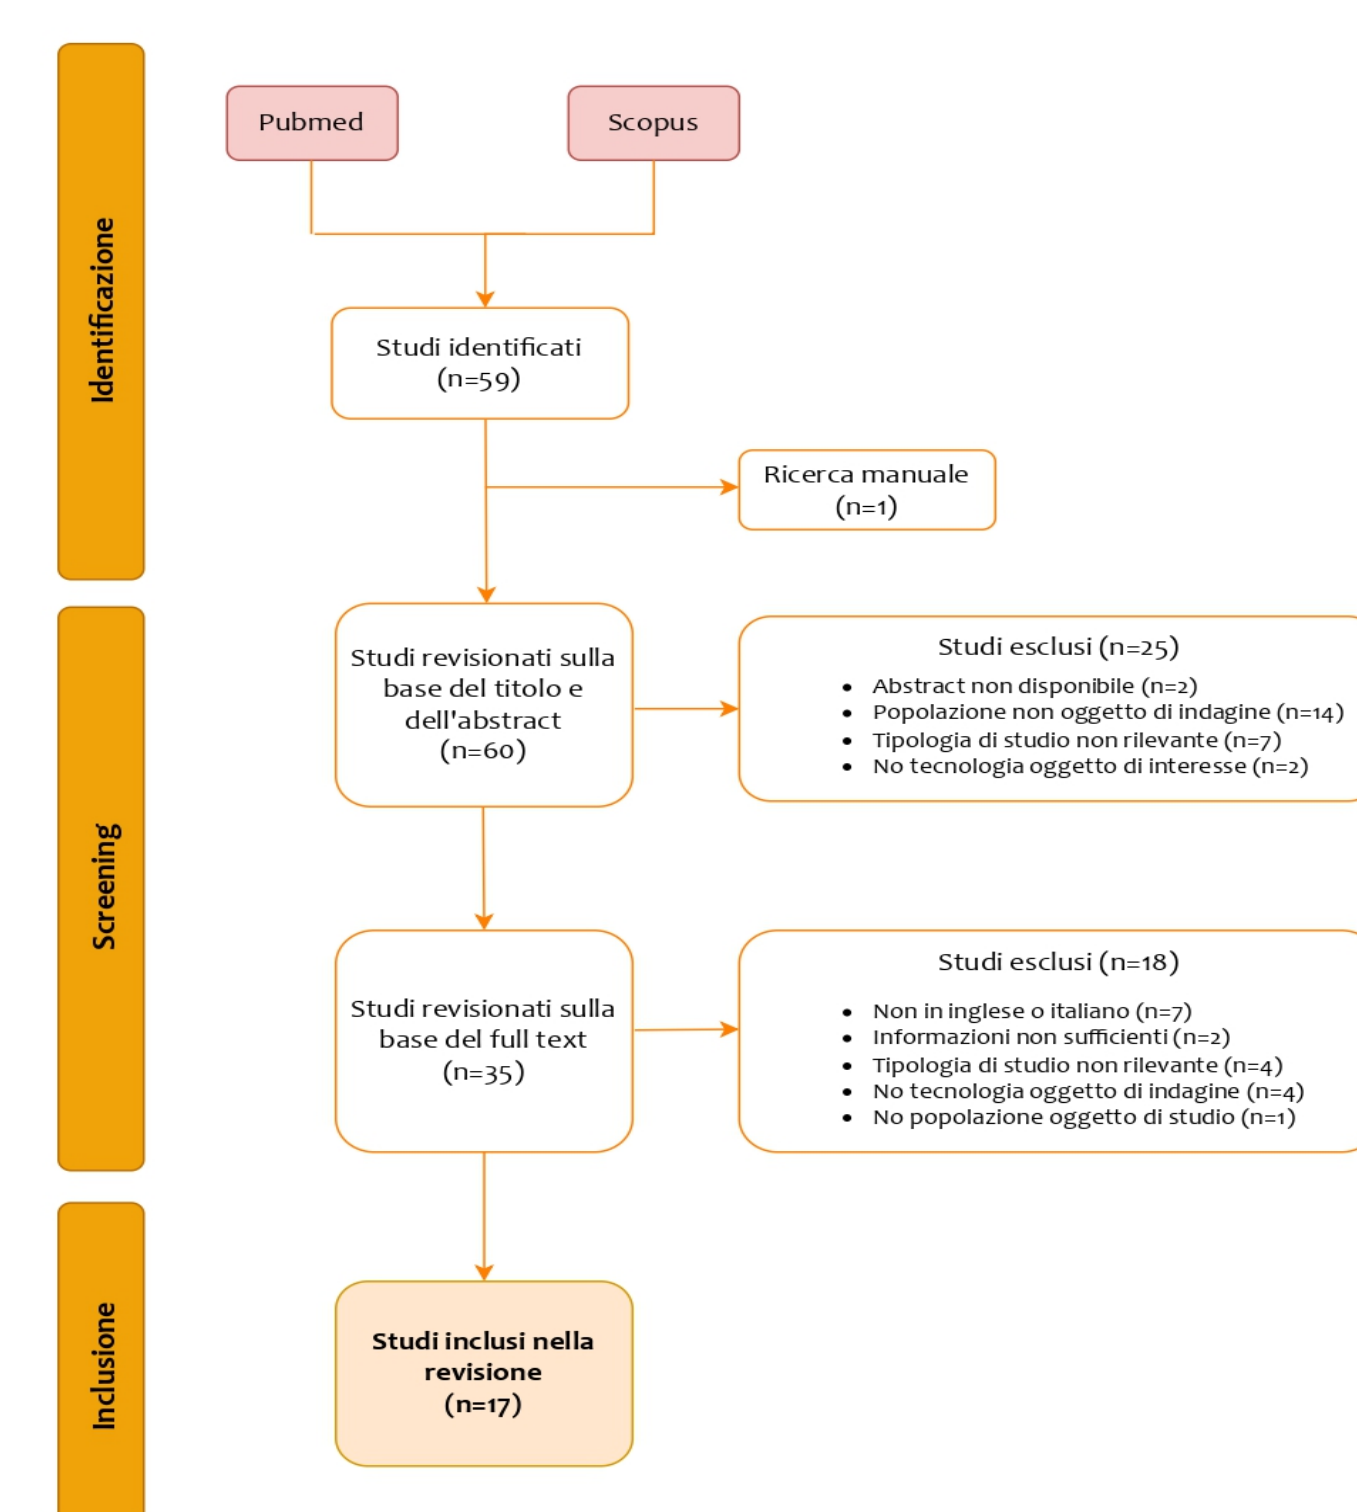 Identificazione
Pubmed
Scopus
Studi identificati
(n=59)
Ricerca manuale
(n=1)
Screening
Studi revisionati sulla
base del titolo e
dell'abstract
(n=60)
Studi esclusi (n=25)
• Abstract non disponibile (n=2)
• Popolazione non oggetto di indagine (n=14)
• Tipologia di studio non rilevante (n=7)
• No tecnologia oggetto di interesse (n=2)
Studi revisionati sulla
base del full text
(n=35)
Studi esclusi (n=18)
• Non in inglese o italiano (n=7)
• Informazioni non sufficienti (n=2)
• Tipologia di studio non rilevante (n=4)
• No tecnologia oggetto di indagine (n=4)
• No popolazione oggetto di studio (n=1)
Inclusione
Studi inclusi nella
revisione
(n=17)